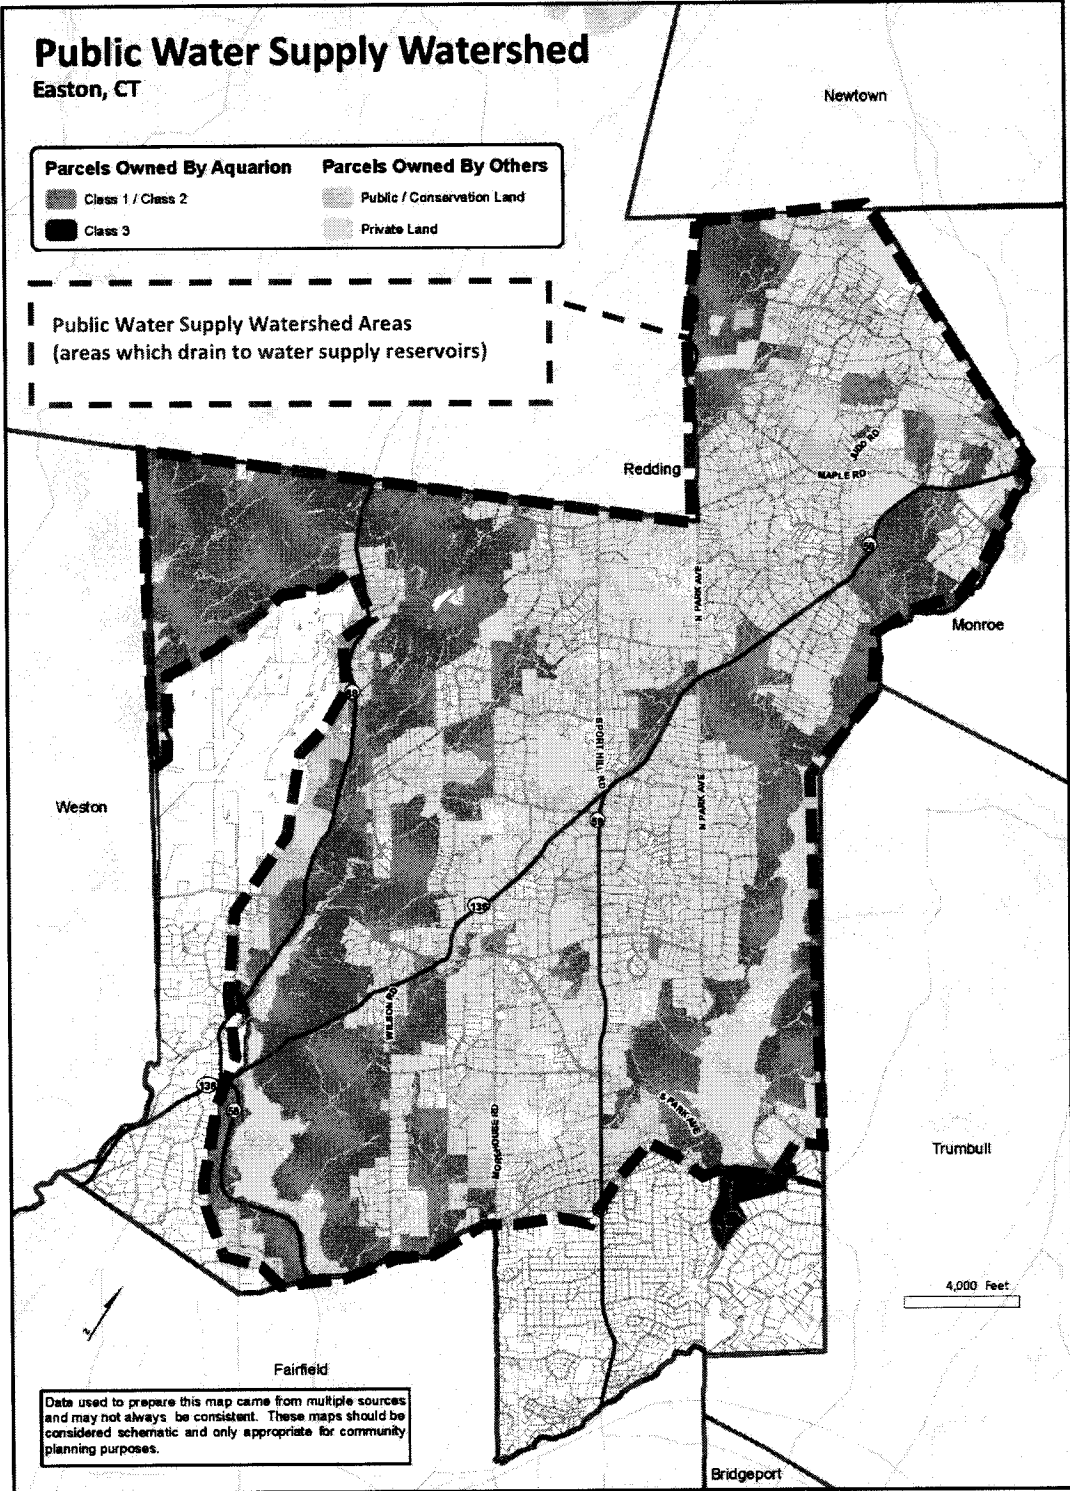 Public Water Supply Watershed
Easton, CT
Newtown
Parcels Owned By Aquarion
Parcels Owned By Others
Class 1 / Class 2
Public / Conservation Land
Class 3
Private Land
Public Water Supply Watershed Areas
(areas which drain to water supply reservoirs)
Redding
MAPLE RD
N PARK AVE
Monroe
SPORT HILL RD
N PARK AVE
Weston
136
WILSON RD
136
58
MOREHOUSE RD
S PARK AVE
Trumbull
4,000 Feet
Fairfield
Data used to prepare this map came from multiple sources
and may not always be consistent. These maps should be
considered schematic and only appropriate for community
planning purposes.
Bridgeport